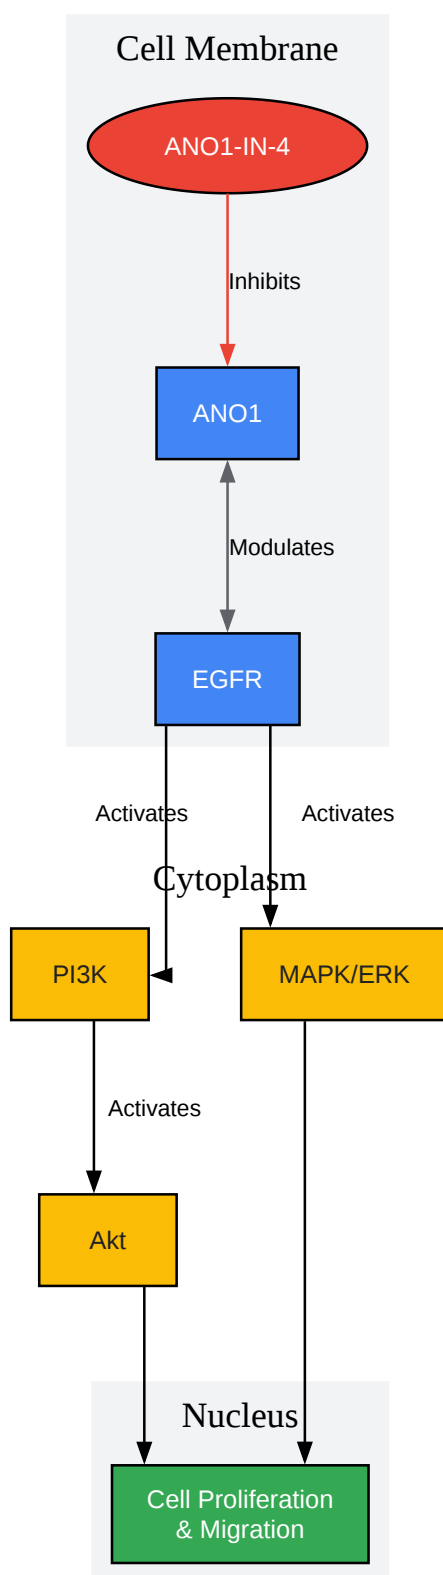 Cell Membrane
ANO1-IN-4
Inhibits
ANO1
Modulates
EGFR
Activates
Activates
Cytoplasm
PI3K
MAPK/ERK
Activates
Akt
Nucleus
Cell Proliferation
& Migration